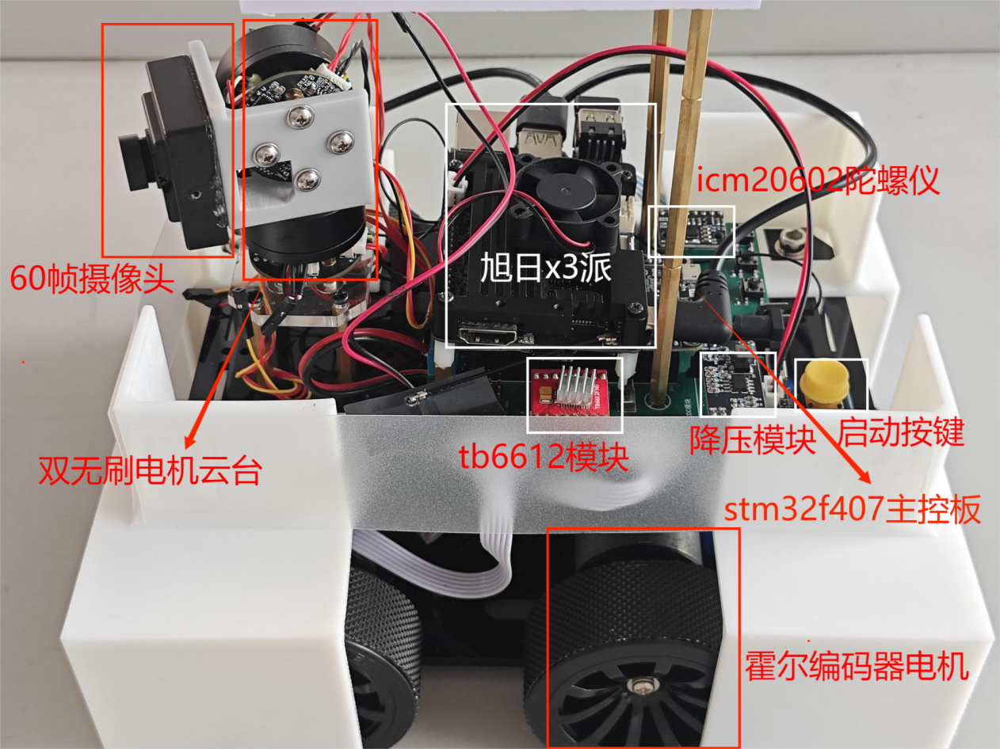 icm20602陀螺仪
旭日x3派
60帧摄像头
TB6612FNG
降压模块
启动按键
tb6612模块
双无刷电机云台
stm32f407主控板
霍尔编码器电机